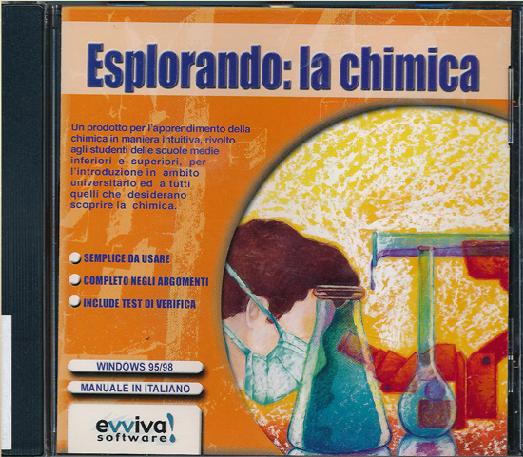 Esplorando: la chimica
Un prodotto per l'apprendimento della
chimica in maniera intuitiva, rivolto
agli studenti delle scuole medie
inferiori e superiori, per
l'introduzione in ambito
universitario ed a tutti
quelli che desiderano
scoprire la chimica.
SEMPLICE DA USARE
COMPLETO NEGLI ARGOMENTI
INCLUDE TEST DI VERIFICA
WINDOWS 95/98
MANUALE IN ITALIANO
evviva!
software